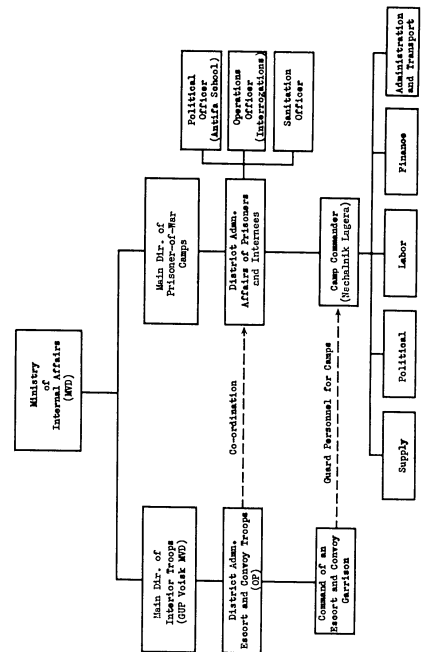 Ministry
of
Internal Affairs
(MVD)
Main Dir. of
Interior Troops
(GUP Voisk MVD)
Main Dir. of
Prisoner-of-War
Camps
District Admn.
Escort and Convoy Troops
(OP)
Co-ordination
District Admn.
Affairs of Prisoners
and Internees
Political
Officer
(Antifa School)
Operations
Officer
(Interrogations)
Sanitation
Officer
Command of an
Escort and Convoy
Garrison
Guard Personnel for Camps
Camp Commander
(Nachalnik Lagera)
Supply
Political
Labor
Finance
Administration
and Transport